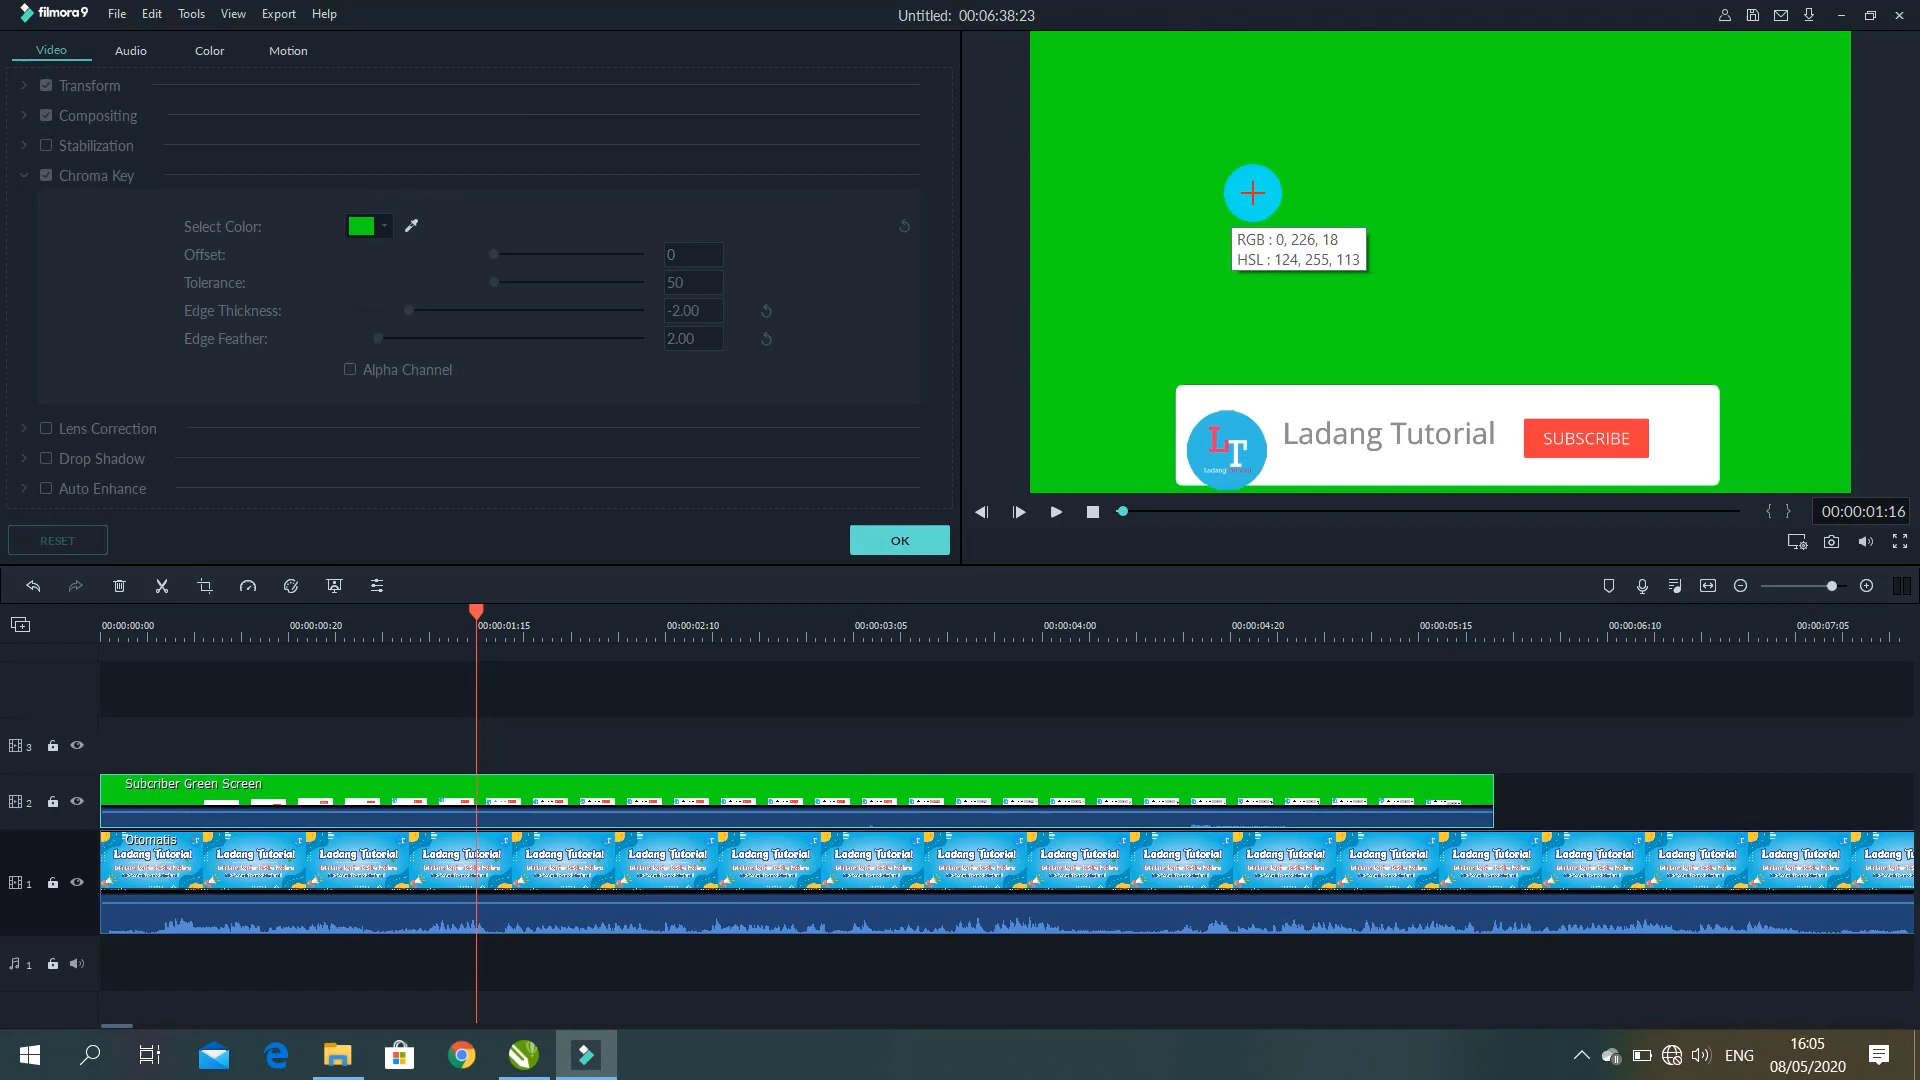 filmora9 File Edit Tools View Export Help
Untitled: 00:06:38:23
Video Audio Color Motion
Transform
Compositing
Stabilization
Chroma Key
Select Color:
Offset: 0
Tolerance: 50
Edge Thickness: -2.00
Edge Feather: 2.00
Alpha Channel
Lens Correction
Drop Shadow
Auto Enhance
RESET OK
RGB : 0, 226, 18
HSL : 124, 255, 113
LT
Ladang Tutorial SUBSCRIBE
00:00:01:16
00:00:00:00 00:00:00:20 00:00:01:15 00:00:02:10 00:00:03:05 00:00:04:00 00:00:04:20 00:00:05:15 00:00:06:10 00:00:07:05
3
Subcriber Green Screen
2
Otomatis
Ladang Tutorial Ladang Tutorial Ladang Tutorial Ladang Tutorial Ladang Tutorial Ladang Tutorial Ladang Tutorial Ladang Tutorial Ladang Tutorial Ladang Tutorial Ladang Tutorial Ladang Tutorial Ladang Tutorial Ladang Tutorial Ladang Tutorial Ladang Tutorial Ladang Tutorial
1
1
ENG
16:05
08/05/2020